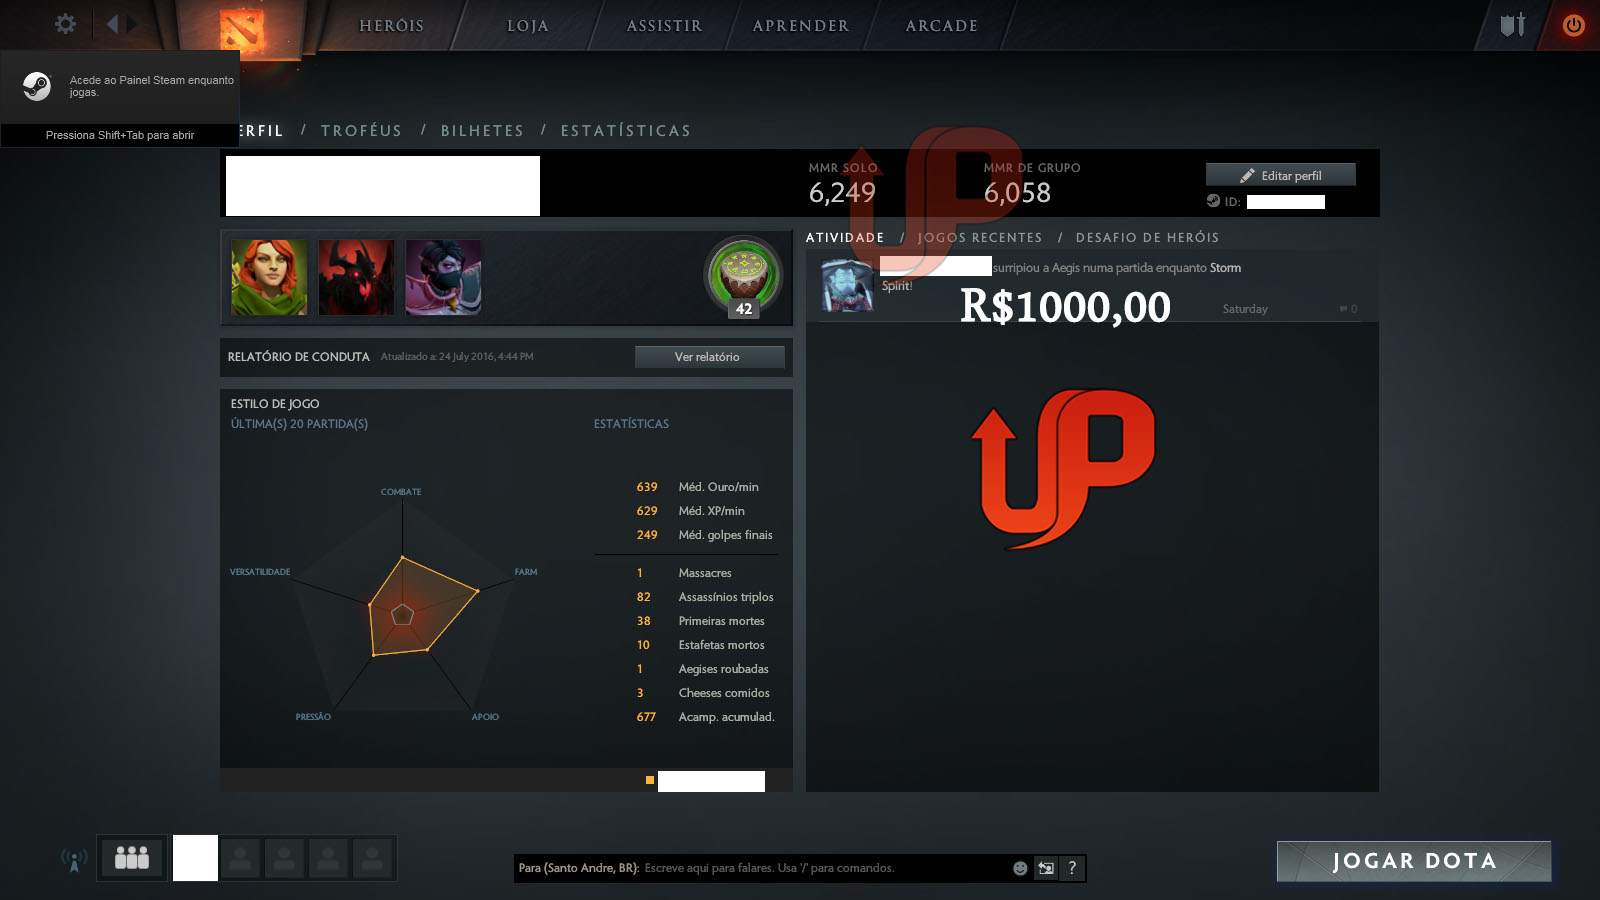 HERÓIS
LOJA
ASSISTIR
APRENDER
ARCADE
Acede ao Painel Steam enquanto
jogas.
Pressiona Shift+Tab para abrir
ERFIL / TROFÉUS / BILHETES / ESTATÍSTICAS
MMR SOLO
6,249
MMR DE GRUPO
6,058
Editar perfil
ID:
42
RELATÓRIO DE CONDUTA Atualizado a: 24 July 2016, 4:44 PM
Ver relatório
ESTILO DE JOGO
ÚLTIMA(S) 20 PARTIDA(S)
COMBATE
FARM
APOIO
PRESSÃO
VERSATILIDADE
ESTATÍSTICAS
639 Méd. Ouro/min
629 Méd. XP/min
249 Méd. golpes finais
1 Massacres
82 Assassínios triplos
38 Primeiras mortes
10 Estafetas mortos
1 Aegises roubadas
3 Cheeses comidos
677 Acamp. acumulad.
ATIVIDADE / JOGOS RECENTES / DESAFIO DE HERÓIS
surripiou a Aegis numa partida enquanto Storm
Spirit!
R$1000,00
Saturday
0
UP
UP
Para (Santo Andre, BR): Escreve aqui para falares. Usa '/' para comandos.
?
JOGAR DOTA